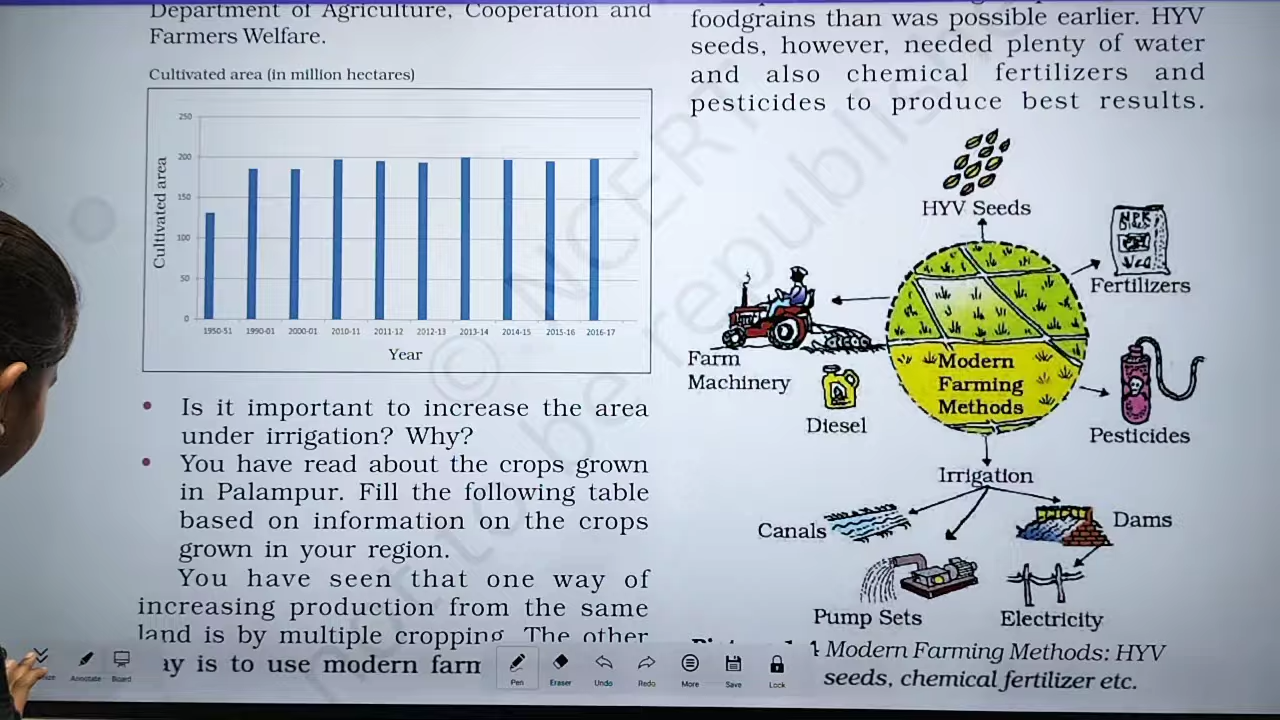 Department of Agriculture, Cooperation and
Farmers Welfare.
Cultivated area (in million hectares)
250
200
150
100
50
0
Cultivated area
1950-51 1990-01 2000-01 2010-11 2011-12 2012-13 2013-14 2014-15 2015-16 2016-17
Year
• Is it important to increase the area
under irrigation? Why?
• You have read about the crops grown
in Palampur. Fill the following table
based on information on the crops
grown in your region.
You have seen that one way of
increasing production from the same
land is by multiple cropping. The other
ay is to use modern farm
foodgrains than was possible earlier. HYV
seeds, however, needed plenty of water
and also chemical fertilizers and
pesticides to produce best results.
HYV Seeds
NPK
Fertilizers
Farm
Machinery
Diesel
Modern
Farming
Methods
Pesticides
Irrigation
Canals
Dams
Pump Sets
Electricity
Modern Farming Methods: HYV
seeds, chemical fertilizer etc.
Annotate Board Pen Eraser Undo Redo More Save Lock
© NCERT
not to be republished